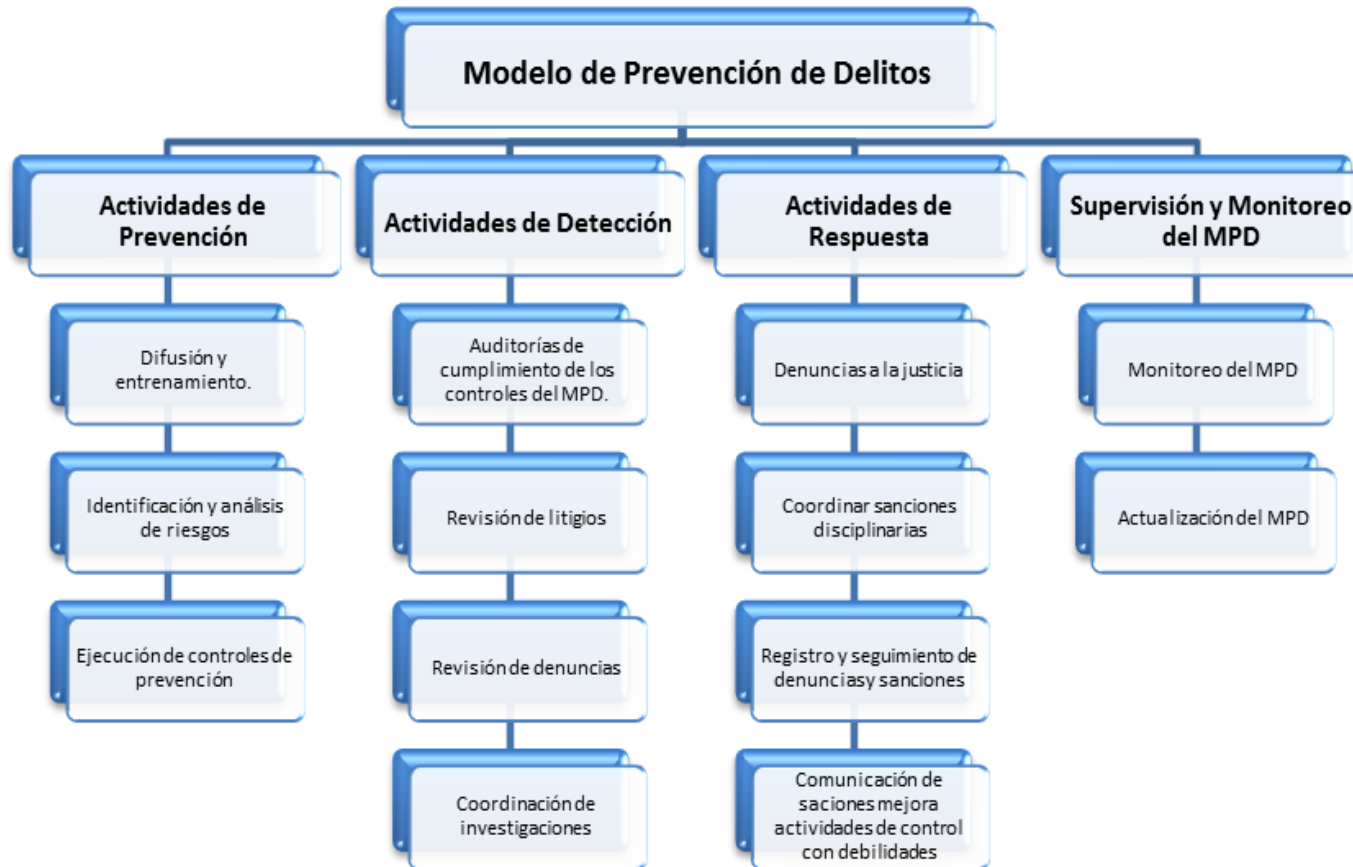 Modelo de Prevención de Delitos
Actividades de
Prevención
Difusión y
entrenamiento.
Identificación y análisis
de riesgos
Ejecución de controles de
prevención
Actividades de Detección
Auditorías de
cumplimiento de los
controles del MPD.
Revisión de litigios
Revisión de denuncias
Coordinación de
investigaciones
Actividades de
Respuesta
Denuncias a la justicia
Coordinar sanciones
disciplinarias
Registro y seguimiento de
denuncias y sanciones
Comunicación de
saciones mejora
actividades de control
con debilidades
Supervisión y Monitoreo
del MPD
Monitoreo del MPD
Actualización del MPD